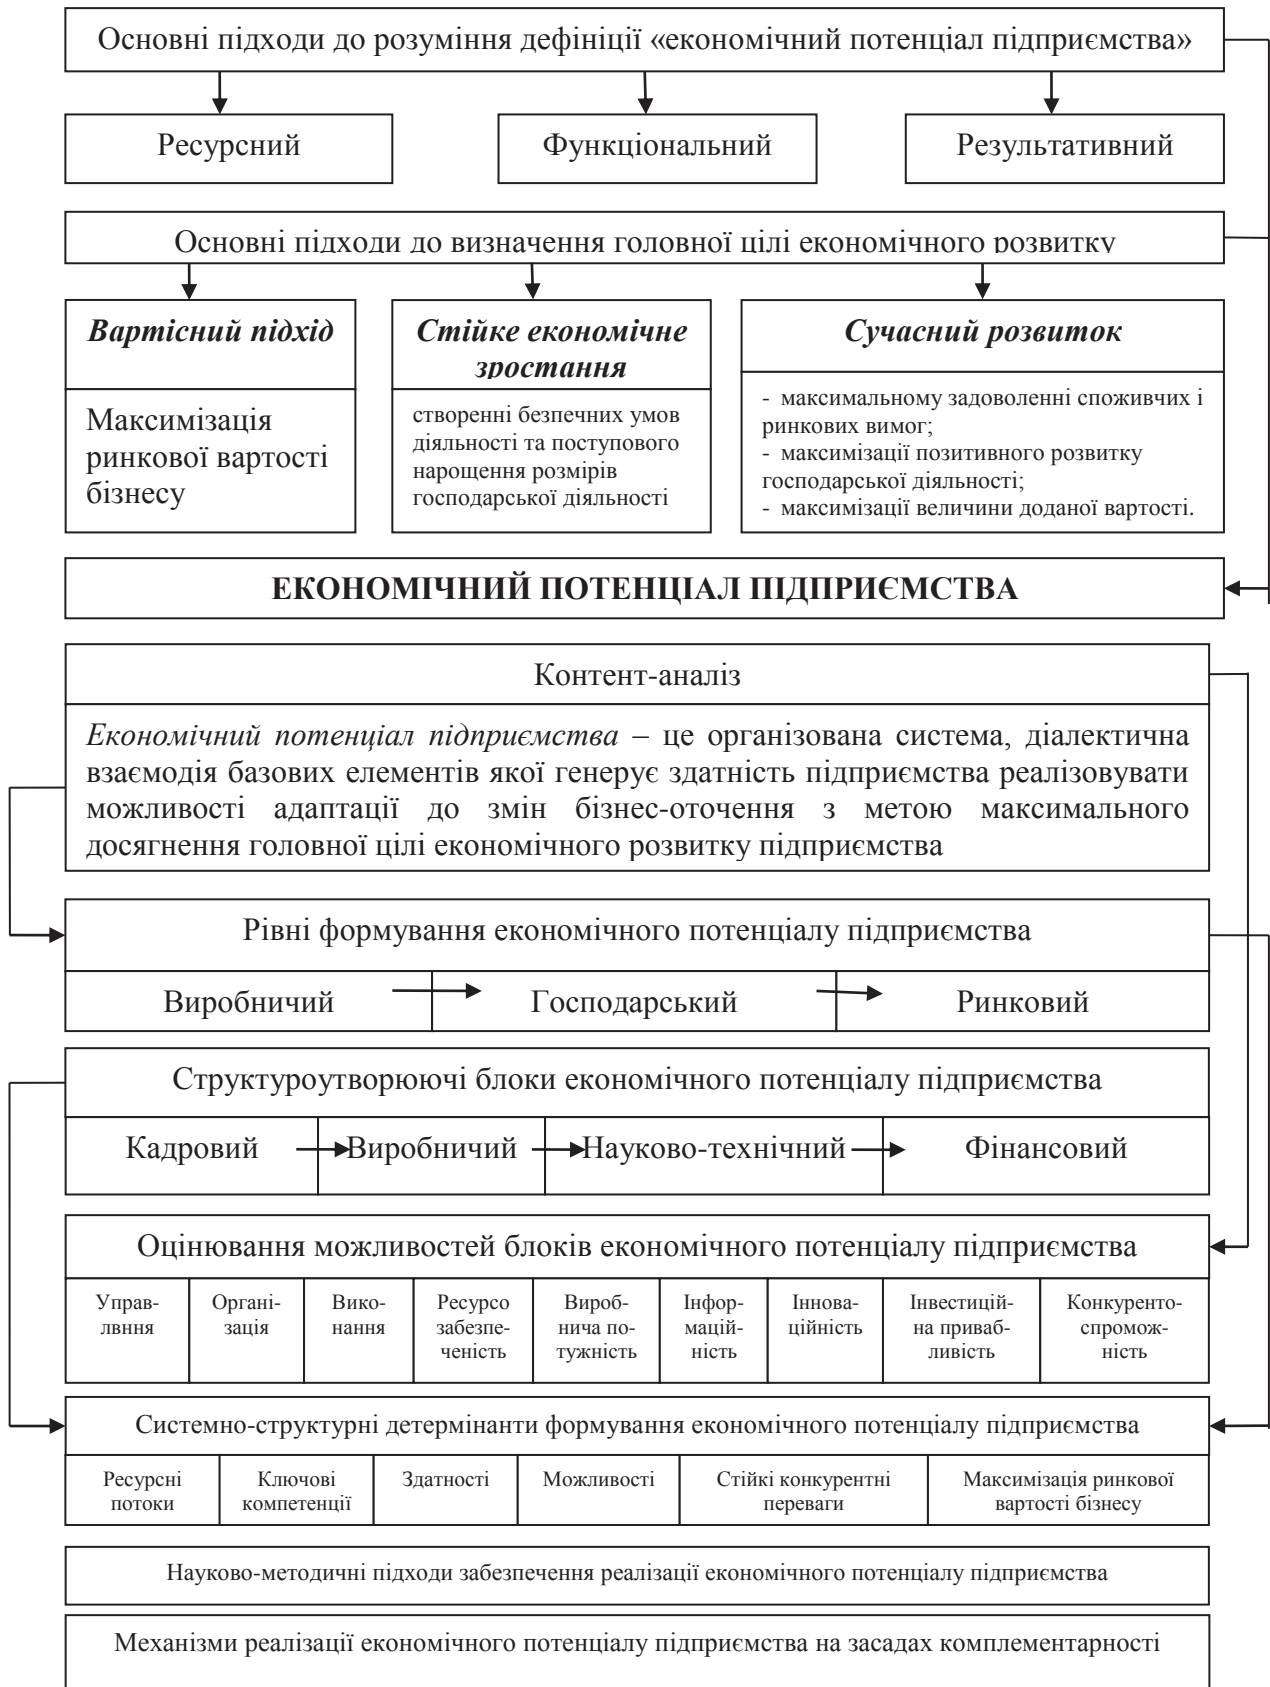 Основні підходи до розуміння дефініції «економічний потенціал підприємства»
Ресурсний
Функціональний
Результативний
Основні підходи до визначення головної цілі економічного розвитку
Вартісний підхід
Максимізація
ринкової вартості
бізнесу
Стійке економічне
зростання
створенні безпечних умов
діяльності та поступового
нарощення розмірів
господарської діяльності
Сучасний розвиток
- максимальному задоволенні споживчих і
ринкових вимог;
- максимізації позитивного розвитку
господарської діяльності;
- максимізації величини доданої вартості.
ЕКОНОМІЧНИЙ ПОТЕНЦІАЛ ПІДПРИЄМСТВА
Контент-аналіз
Економічний потенціал підприємства – це організована система, діалектична
взаємодія базових елементів якої генерує здатність підприємства реалізовувати
можливості адаптації до змін бізнес-оточення з метою максимального
досягнення головної цілі економічного розвитку підприємства
Рівні формування економічного потенціалу підприємства
Виробничий
Господарський
Ринковий
Структуроутворюючі блоки економічного потенціалу підприємства
Кадровий
Виробничий
Науково-технічний
Фінансовий
Оцінювання можливостей блоків економічного потенціалу підприємства
Управ-
лвння
Органі-
зація
Вико-
нання
Ресурсо
забезпе-
ченість
Вироб-
нича по-
тужність
Інфор-
мацій-
ність
Іннова-
ційність
Інвестицій-
на приваб-
ливість
Конкуренто-
спромож-
ність
Системно-структурні детермінанти формування економічного потенціалу підприємства
Ресурсні
потоки
Ключові
компетенції
Здатності
Можливості
Стійкі конкурентні
переваги
Максимізація ринкової
вартості бізнесу
Науково-методичні підходи забезпечення реалізації економічного потенціалу підприємства
Механізми реалізації економічного потенціалу підприємства на засадах комплементарності